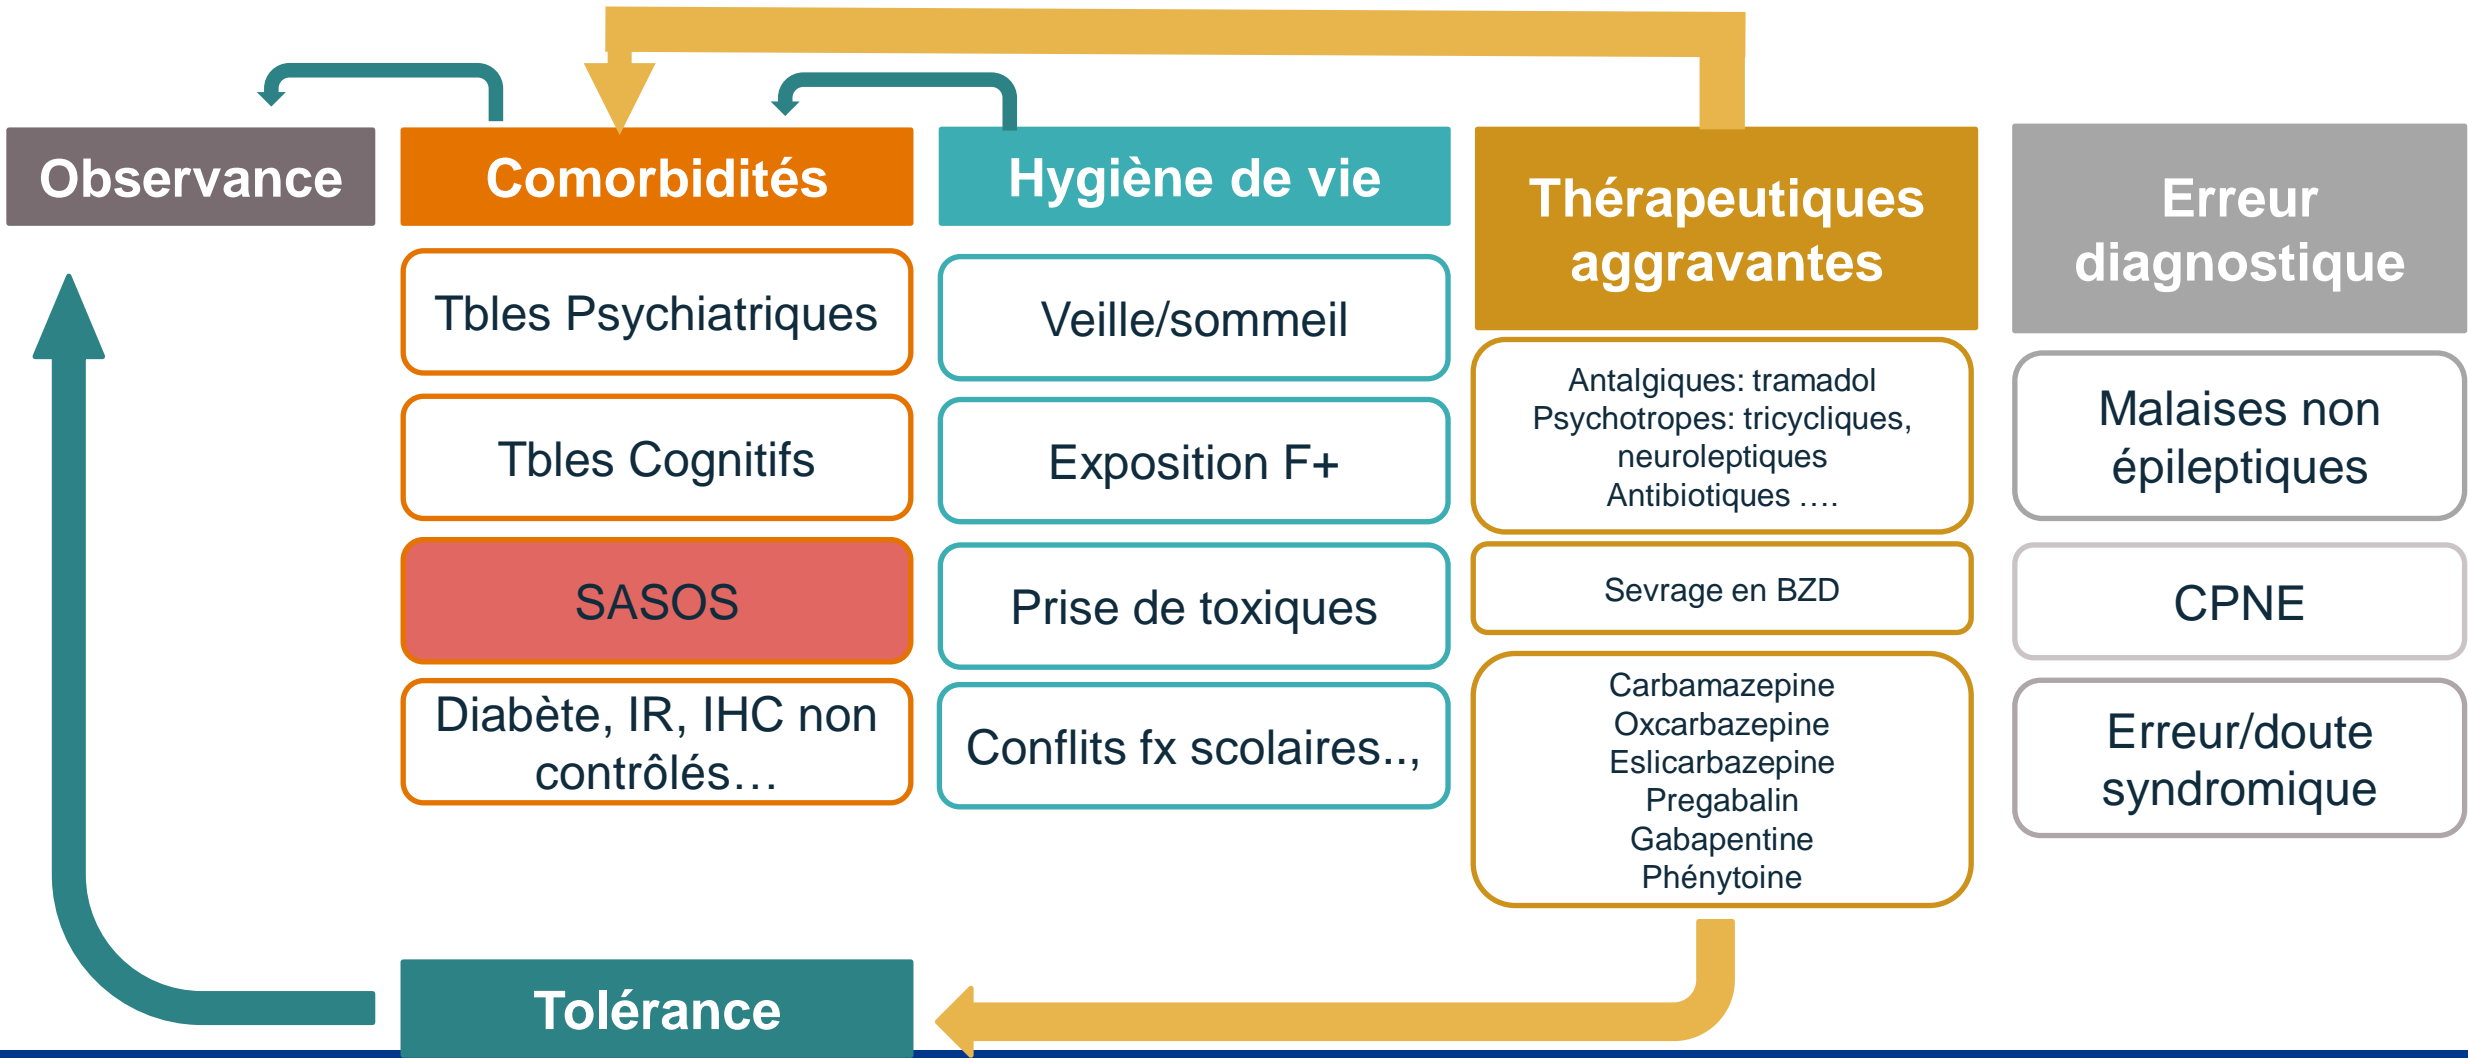 Observance
Comorbidités
Tbles Psychiatriques
Tbles Cognitifs
SASOS
Diabète, IR, IHC non
contrôlés…
Hygiène de vie
Veille/sommeil
Exposition F+
Prise de toxiques
Conflits fx scolaires..,
Thérapeutiques
aggravantes
Antalgiques: tramadol
Psychotropes: tricycliques,
neuroleptiques
Antibiotiques ….
Sevrage en BZD
Carbamazepine
Oxcarbazepine
Eslicarbazepine
Pregabalin
Gabapentine
Phénytoine
Erreur
diagnostique
Malaises non
épileptiques
CPNE
Erreur/doute
syndromique
Tolérance